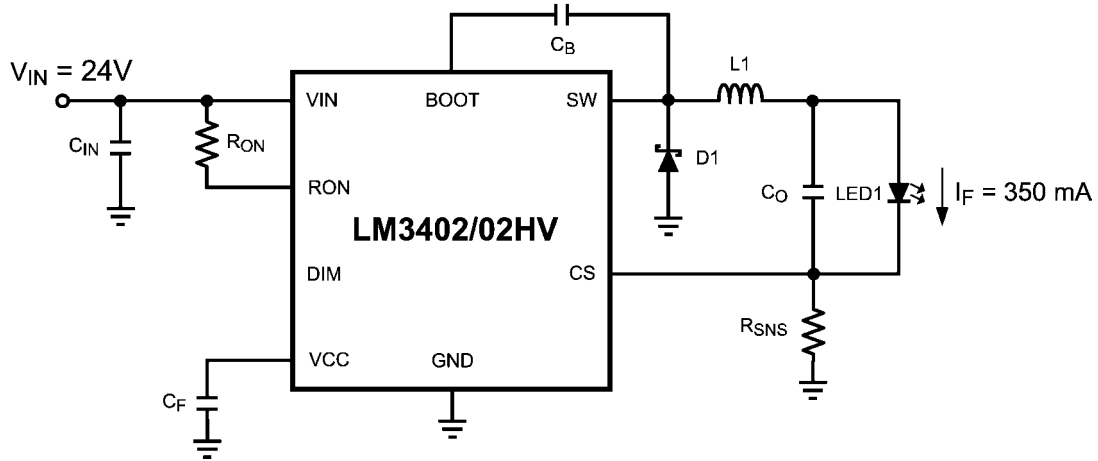 C_B
V_IN = 24V
L1
VIN
BOOT
SW
C_IN
R_ON
D1
RON
C_O
LED1
I_F = 350 mA
LM3402/02HV
DIM
CS
R_SNS
VCC
GND
C_F